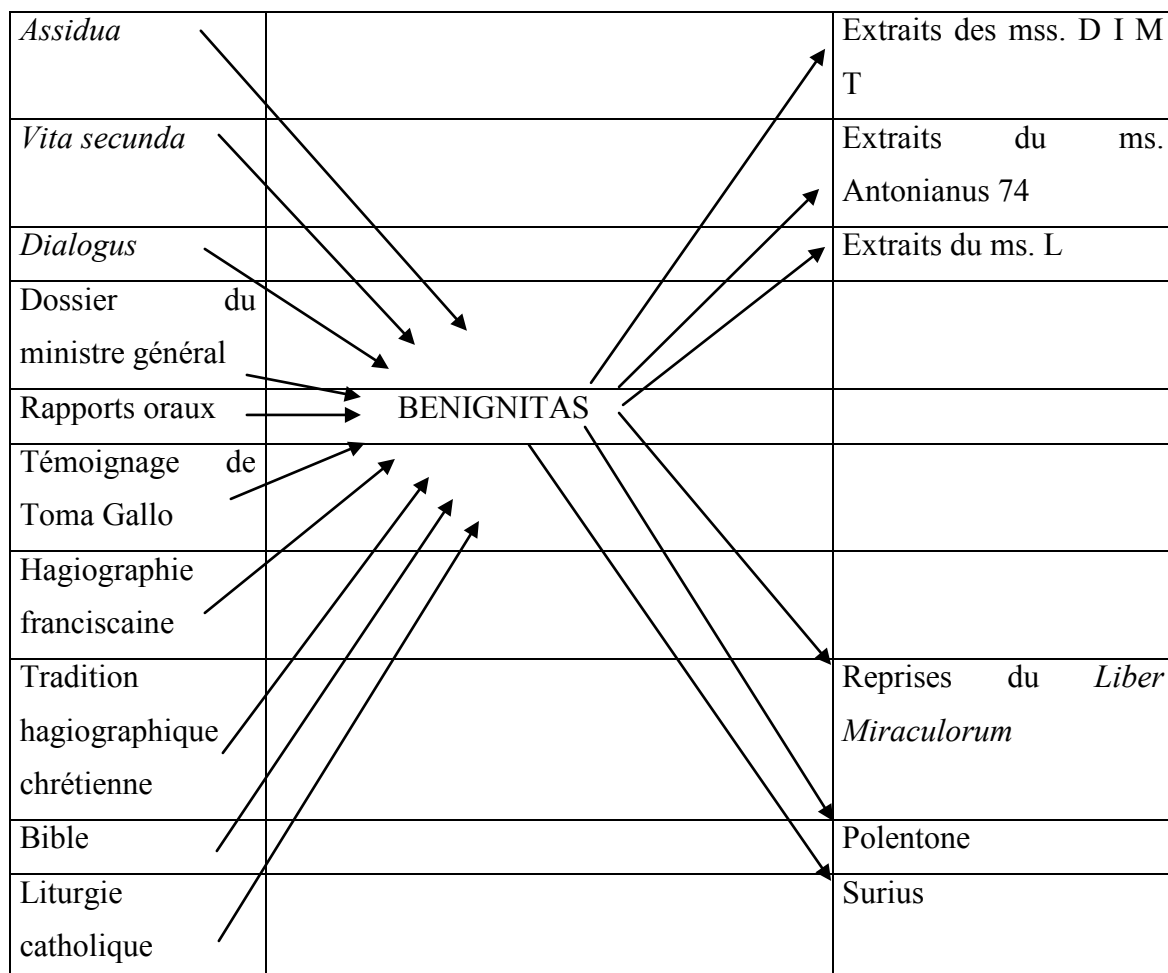 Assidua
Extraits des mss. D I M
T
Vita secunda
Extraits du ms.
Antonianus 74
Dialogus
Extraits du ms. L
Dossier du
ministre général
Rapports oraux
BENIGNITAS
Témoignage de
Toma Gallo
Hagiographie
franciscaine
Tradition
hagiographique
chrétienne
Reprises du Liber
Miraculorum
Bible
Polentone
Liturgie
catholique
Surius